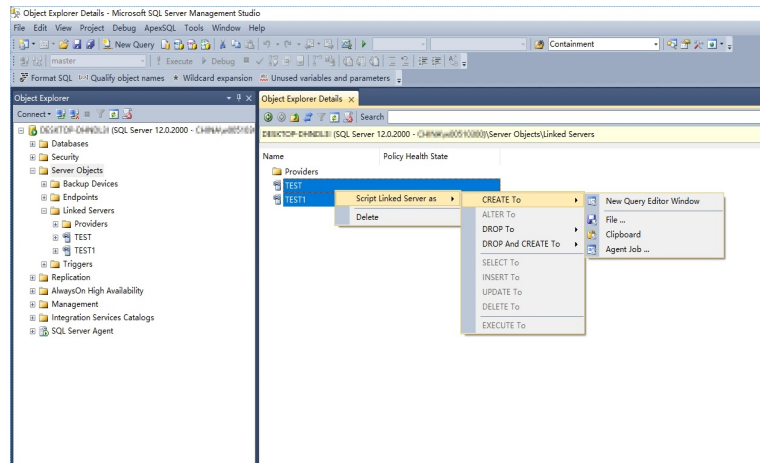 Object Explorer Details - Microsoft SQL Server Management Studio
File Edit View Project Debug ApexSQL Tools Window Help
New Query Containment
master Execute Debug
Format SQL Qualify object names Wildcard expansion Unused variables and parameters
Object Explorer
Connect
(SQL Server 12.0.2000 -
Databases
Security
Server Objects
Backup Devices
Endpoints
Linked Servers
Providers
TEST
TEST1
Triggers
Replication
AlwaysOn High Availability
Management
Integration Services Catalogs
SQL Server Agent
Object Explorer Details
Search
(SQL Server 12.0.2000 - \Server Objects\Linked Servers
Name Policy Health State
Providers
TEST
TEST1
Script Linked Server as
Delete
CREATE To
ALTER To
DROP To
DROP And CREATE To
SELECT To
INSERT To
UPDATE To
DELETE To
EXECUTE To
New Query Editor Window
File ...
Clipboard
Agent Job ...